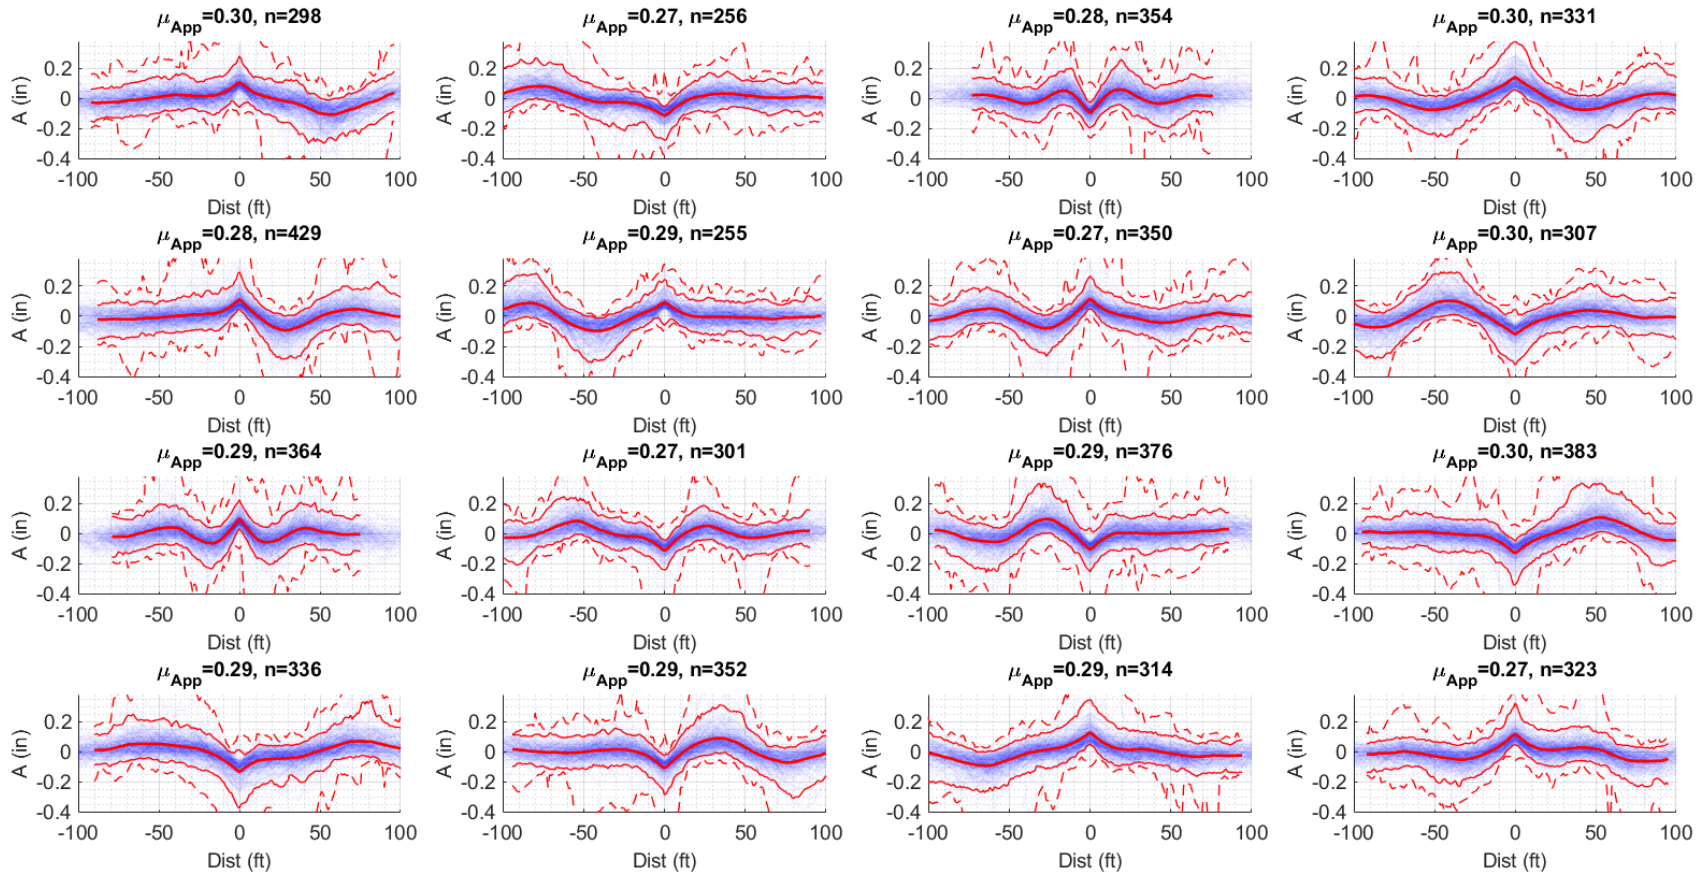 μApp=0.30, n=298
A (in)
0.2
0
-0.2
-0.4
-100 -50 0 50 100
Dist (ft)
μApp=0.27, n=256
A (in)
0.2
0
-0.2
-0.4
-100 -50 0 50 100
Dist (ft)
μApp=0.28, n=354
A (in)
0.2
0
-0.2
-0.4
-100 -50 0 50 100
Dist (ft)
μApp=0.30, n=331
A (in)
0.2
0
-0.2
-0.4
-100 -50 0 50 100
Dist (ft)
μApp=0.28, n=429
A (in)
0.2
0
-0.2
-0.4
-100 -50 0 50 100
Dist (ft)
μApp=0.29, n=255
A (in)
0.2
0
-0.2
-0.4
-100 -50 0 50 100
Dist (ft)
μApp=0.27, n=350
A (in)
0.2
0
-0.2
-0.4
-100 -50 0 50 100
Dist (ft)
μApp=0.30, n=307
A (in)
0.2
0
-0.2
-0.4
-100 -50 0 50 100
Dist (ft)
μApp=0.29, n=364
A (in)
0.2
0
-0.2
-0.4
-100 -50 0 50 100
Dist (ft)
μApp=0.27, n=301
A (in)
0.2
0
-0.2
-0.4
-100 -50 0 50 100
Dist (ft)
μApp=0.29, n=376
A (in)
0.2
0
-0.2
-0.4
-100 -50 0 50 100
Dist (ft)
μApp=0.30, n=383
A (in)
0.2
0
-0.2
-0.4
-100 -50 0 50 100
Dist (ft)
μApp=0.29, n=336
A (in)
0.2
0
-0.2
-0.4
-100 -50 0 50 100
Dist (ft)
μApp=0.29, n=352
A (in)
0.2
0
-0.2
-0.4
-100 -50 0 50 100
Dist (ft)
μApp=0.29, n=314
A (in)
0.2
0
-0.2
-0.4
-100 -50 0 50 100
Dist (ft)
μApp=0.27, n=323
A (in)
0.2
0
-0.2
-0.4
-100 -50 0 50 100
Dist (ft)